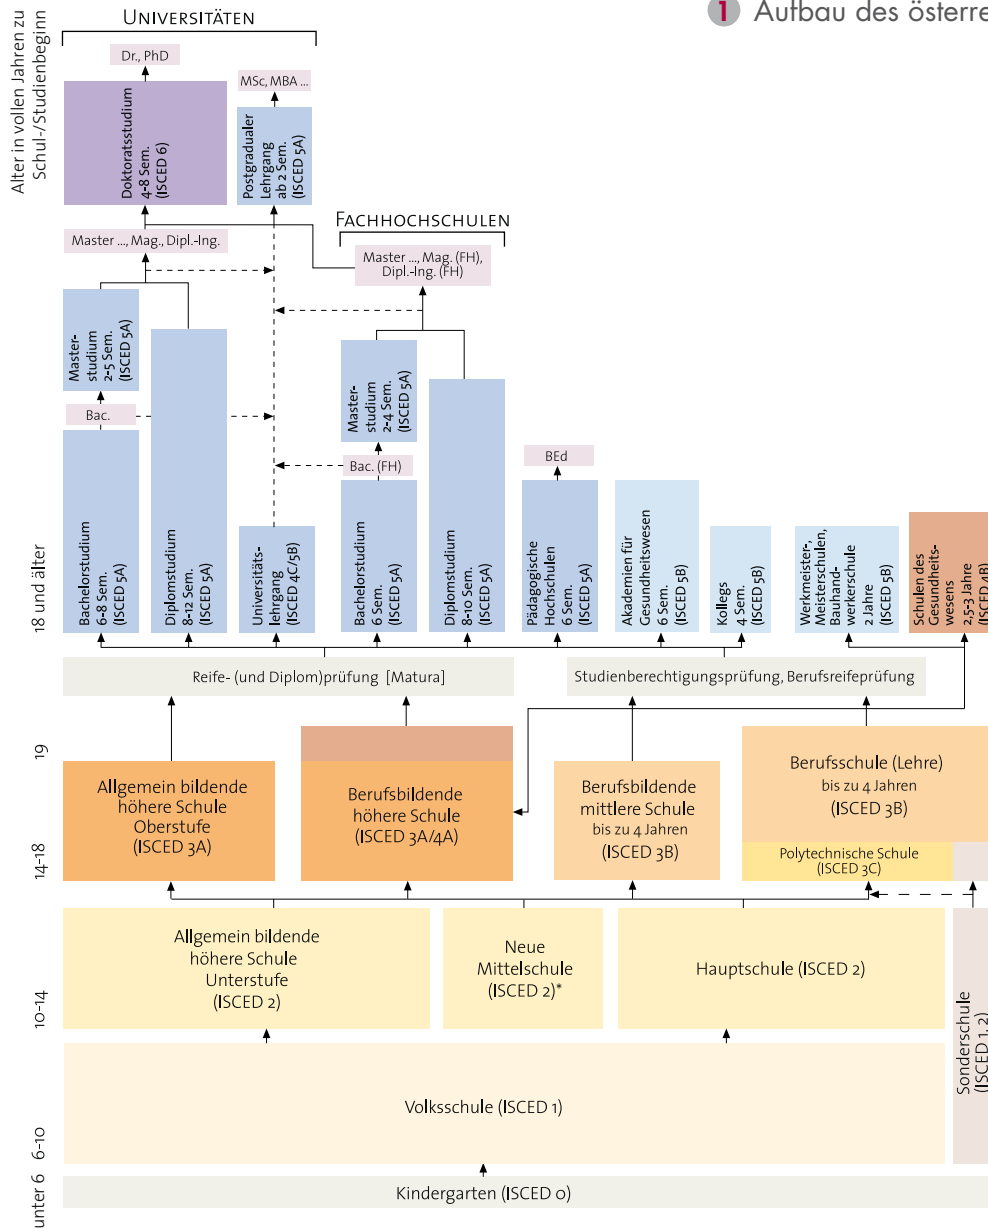 1 Aufbau des österre
UNIVERSITÄTEN
Alter in vollen Jahren zu
Schul-/Studienbeginn
Dr., PhD
MSc, MBA ...
Doktoratsstudium
4-8 Sem.
(ISCED 6)
Postgradualer
Lehrgang
ab 2 Sem.
(ISCED 5A)
FACHHOCHSCHULEN
Master ..., Mag., Dipl.-Ing.
Master ..., Mag. (FH),
Dipl.-Ing. (FH)
Master-
studium
2-5 Sem.
(ISCED 5A)
Master-
studium
2-4 Sem.
(ISCED 5A)
Bac.
Bac. (FH)
BEd
18 und älter
Bachelorstudium
6-8 Sem.
(ISCED 5A)
Diplomstudium
8-12 Sem.
(ISCED 5A)
Universitäts-
lehrgang
(ISCED 4C/5B)
Bachelorstudium
6 Sem.
(ISCED 5A)
Diplomstudium
8-10 Sem.
(ISCED 5A)
Pädagogische
Hochschulen
6 Sem.
(ISCED 5A)
Akademien für
Gesundheitswesen
6 Sem.
(ISCED 5B)
Kollegs
4 Sem.
(ISCED 5B)
Werkmeister-,
Meisterschulen,
Bauhand-
werkerschule
2 Jahre
(ISCED 5B)
Schulen des
Gesundheits-
wesens
2,5-3 Jahre
(ISCED 4B)
Reife- (und Diplom)prüfung [Matura]
Studienberechtigungsprüfung, Berufsreifeprüfung
19
14-18
Allgemein bildende
höhere Schule
Oberstufe
(ISCED 3A)
Berufsbildende
höhere Schule
(ISCED 3A/4A)
Berufsbildende
mittlere Schule
bis zu 4 Jahren
(ISCED 3B)
Berufsschule (Lehre)
bis zu 4 Jahren
(ISCED 3B)
Polytechnische Schule
(ISCED 3C)
10-14
Allgemein bildende
höhere Schule
Unterstufe
(ISCED 2)
Neue
Mittelschule
(ISCED 2)*
Hauptschule (ISCED 2)
Sonderschule
(ISCED 1, 2)
6-10
Volksschule (ISCED 1)
unter 6
Kindergarten (ISCED 0)